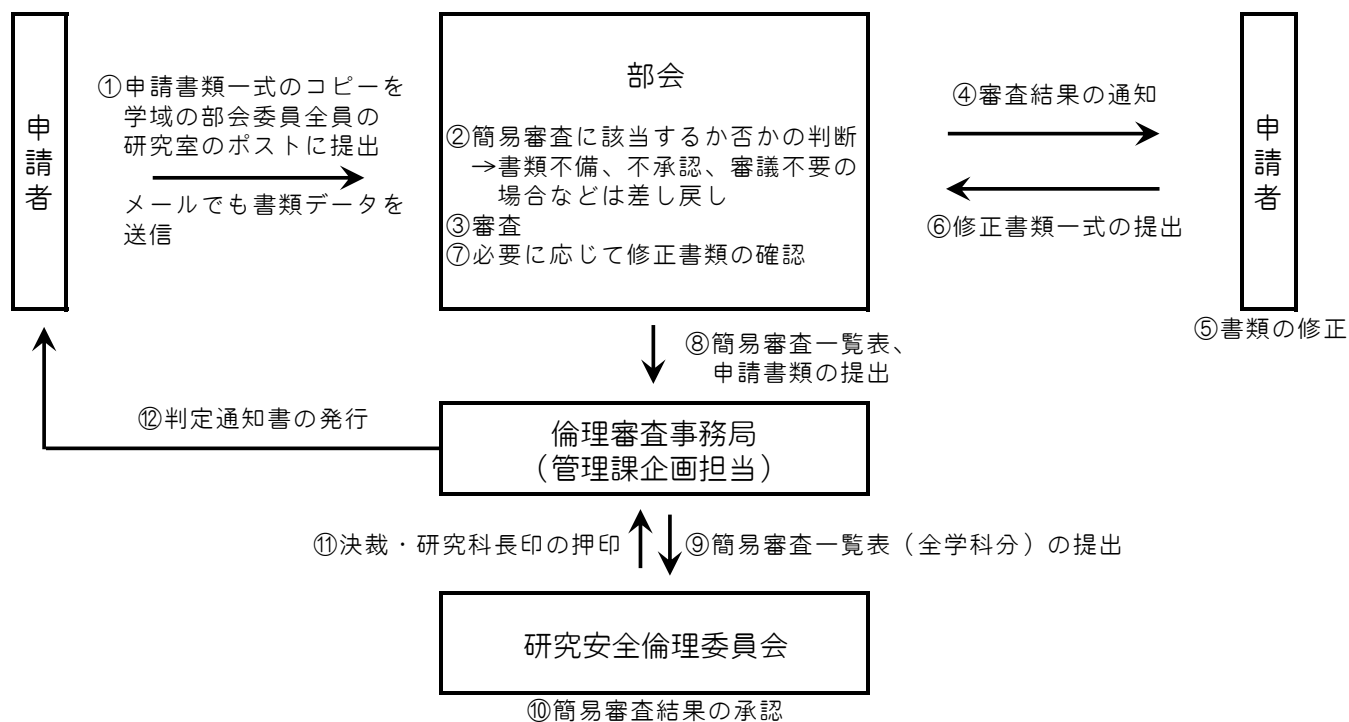 申請者
①申請書類一式のコピーを
学域の部会委員全員の
研究室のポストに提出
メールでも書類データを
送信
部会
②簡易審査に該当するか否かの判断
→書類不備、不承認、審議不要の
場合などは差し戻し
③審査
⑦必要に応じて修正書類の確認
④審査結果の通知
⑥修正書類一式の提出
申請者
⑤書類の修正
⑧簡易審査一覧表、
申請書類の提出
⑫判定通知書の発行
倫理審査事務局
（管理課企画担当）
⑪決裁・研究科長印の押印
⑨簡易審査一覧表（全学科分）の提出
研究安全倫理委員会
⑩簡易審査結果の承認